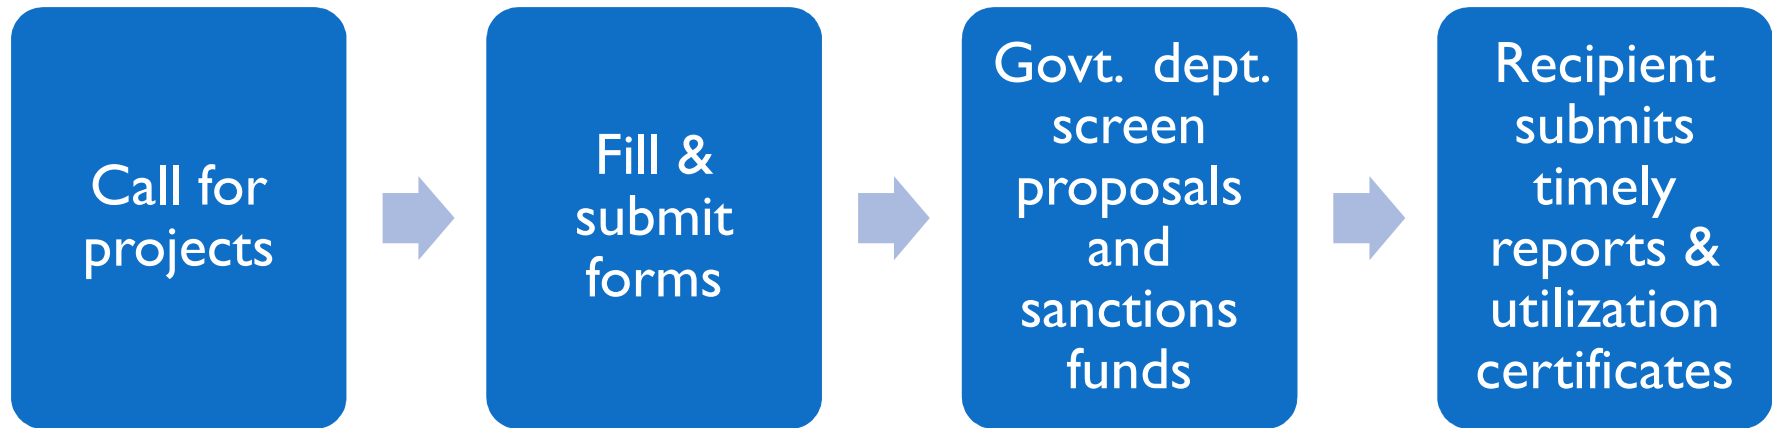 Call for
projects
Fill &
submit
forms
Govt.  dept.
screen
proposals
and
sanctions
funds
Recipient
submits
timely
reports &
utilization
certificates